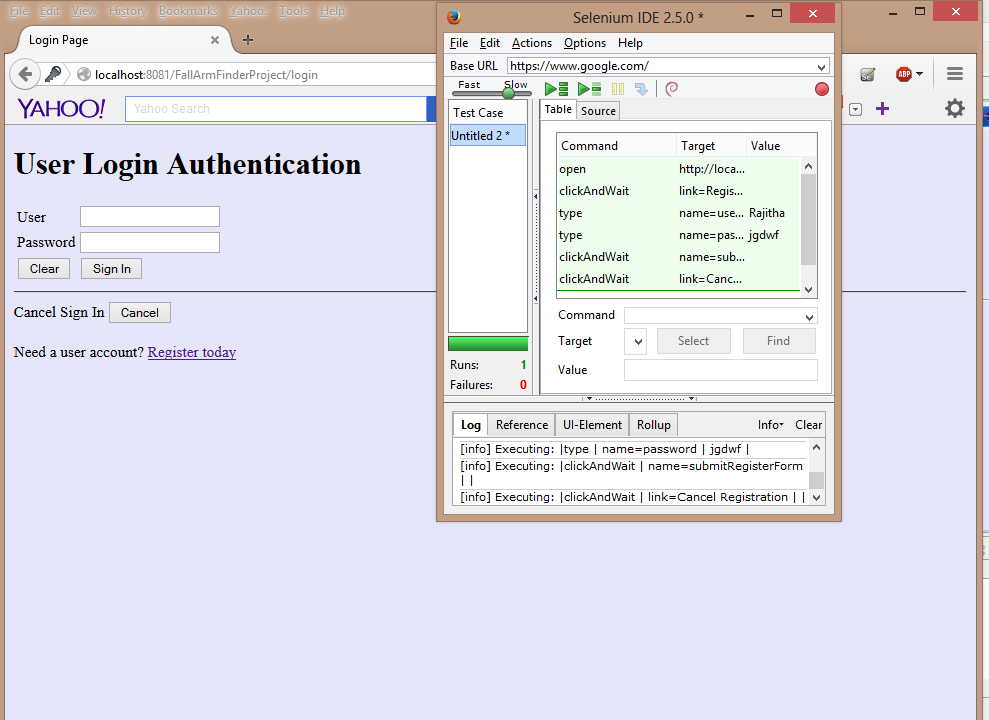 File Edit View History Bookmarks Yahoo! Tools Help
Login Page
localhost:8081/FallArmFinderProject/login
YAHOO! Yahoo Search
ABP
User Login Authentication
User
Password
Clear Sign In
Cancel Sign In Cancel
Need a user account? Register today
Selenium IDE 2.5.0 *
File Edit Actions Options Help
Base URL https://www.google.com/
Fast Slow
Test Case
Untitled 2 *
Table Source
Command Target Value
open http://loca...
clickAndWait link=Regis...
type name=use... Rajitha
type name=pas... jgdwf
clickAndWait name=sub...
clickAndWait link=Canc...
Command
Target Select Find
Value
Runs: 1
Failures: 0
Log Reference UI-Element Rollup Info Clear
[info] Executing: |type | name=password | jgdwf |
[info] Executing: |clickAndWait | name=submitRegisterForm
| |
[info] Executing: |clickAndWait | link=Cancel Registration | |